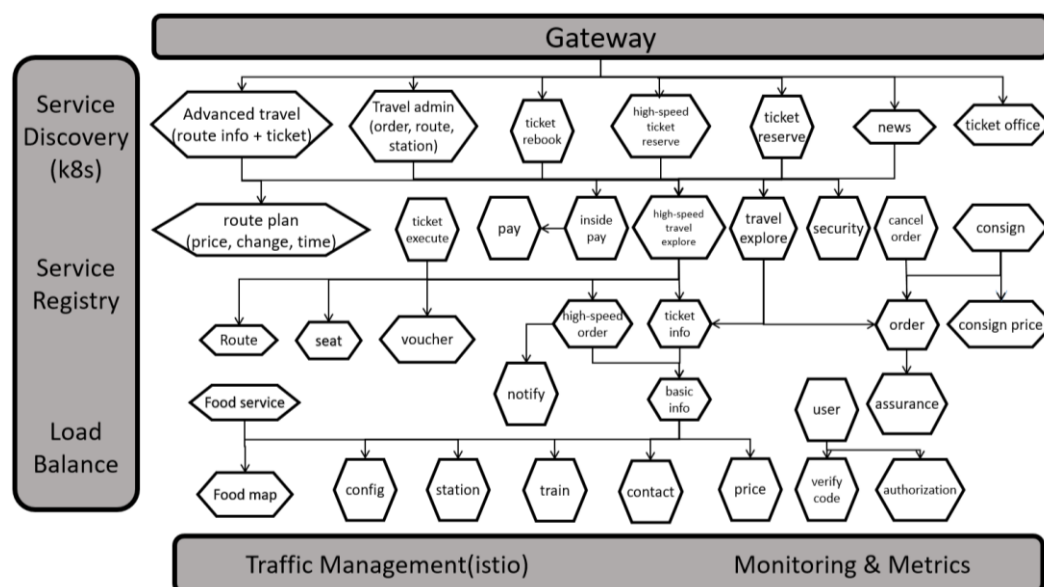 Gateway
Service
Discovery
(k8s)
Service
Registry
Load
Balance
Advanced travel
(route info + ticket)
Travel admin
(order, route,
station)
ticket
rebook
high-speed
ticket
reserve
ticket
reserve
news
ticket office
route plan
(price, change, time)
ticket
execute
pay
inside
pay
high-speed
travel
explore
travel
explore
security
cancel
order
consign
Route
seat
voucher
high-speed
order
ticket
info
order
consign price
notify
basic
info
Food service
user
assurance
Food map
config
station
train
contact
price
verify
code
authorization
Traffic Management(istio)
Monitoring & Metrics